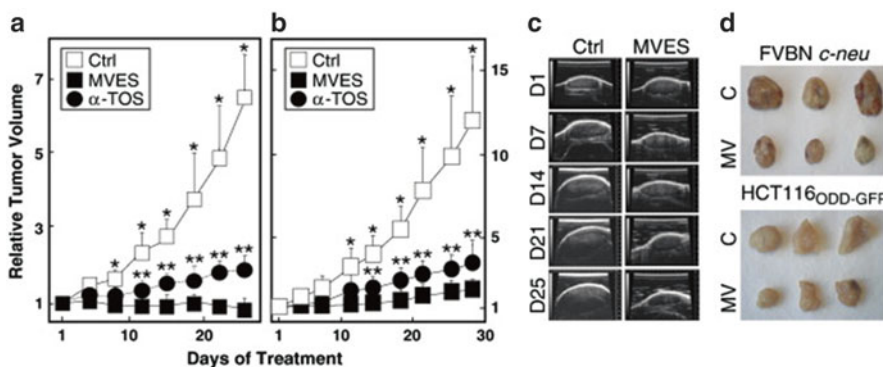 a
Ctrl
MVES
α-TOS
Relative Tumor Volume
7
5
3
1
1 10 20
* * * * * *
** ** ** ** **
b
Ctrl
MVES
α-TOS
15
10
5
1
1 10 20 30
* * * * * *
** ** ** ** **
Days of Treatment
c
Ctrl MVES
D1
D7
D14
D21
D25
d
FVBN c-neu
C
MV
HCT116ODD-GFP
C
MV